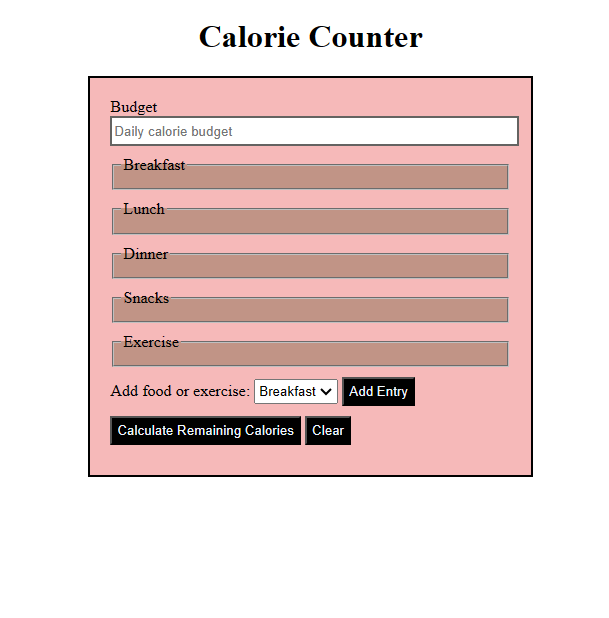 Calorie Counter
Budget
Daily calorie budget
Breakfast
Lunch
Dinner
Snacks
Exercise
Add food or exercise: Breakfast Add Entry
Calculate Remaining Calories Clear